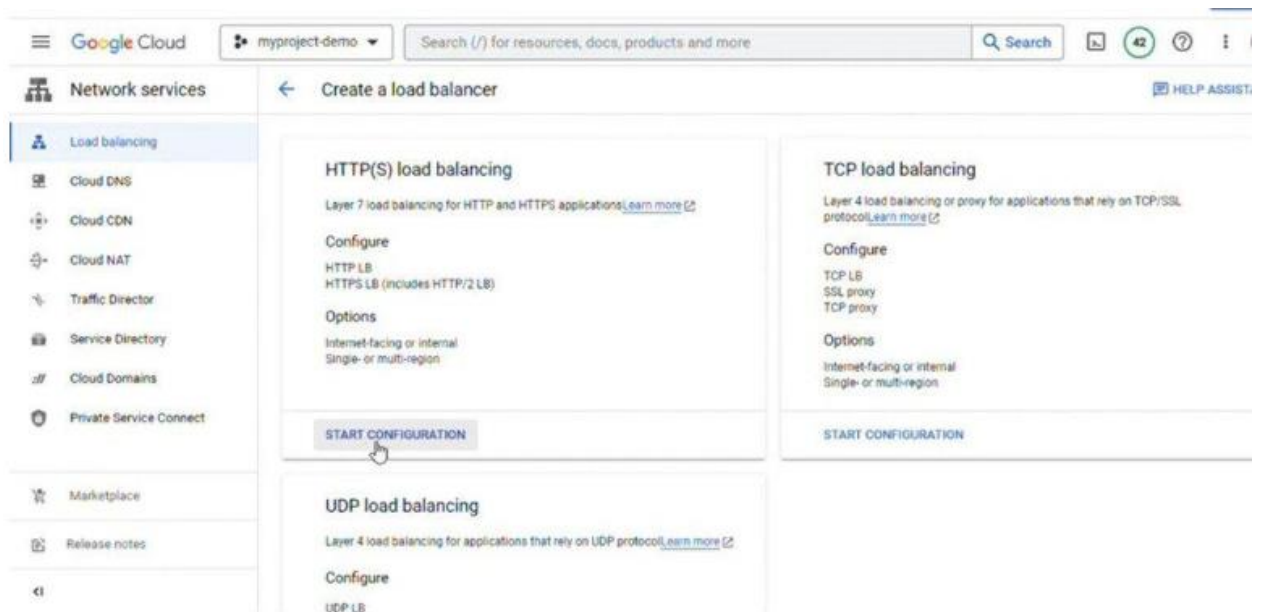 Google Cloud
myproject-demo
Search (/) for resources, docs, products and more
Search
42
Network services
Create a load balancer
HELP ASSIST
Load balancing
Cloud DNS
Cloud CDN
Cloud NAT
Traffic Director
Service Directory
Cloud Domains
Private Service Connect
Marketplace
Release notes
HTTP(S) load balancing
Layer 7 load balancing for HTTP and HTTPS applicationsLearn more
Configure
HTTP LB
HTTPS LB (includes HTTP/2 LB)
Options
Internet-facing or internal
Single- or multi-region
START CONFIGURATION
TCP load balancing
Layer 4 load balancing or proxy for applications that rely on TCP/SSL
protocolLearn more
Configure
TCP LB
SSL proxy
TCP proxy
Options
Internet-facing or internal
Single- or multi-region
START CONFIGURATION
UDP load balancing
Layer 4 load balancing for applications that rely on UDP protocolLearn more
Configure
UDP LB